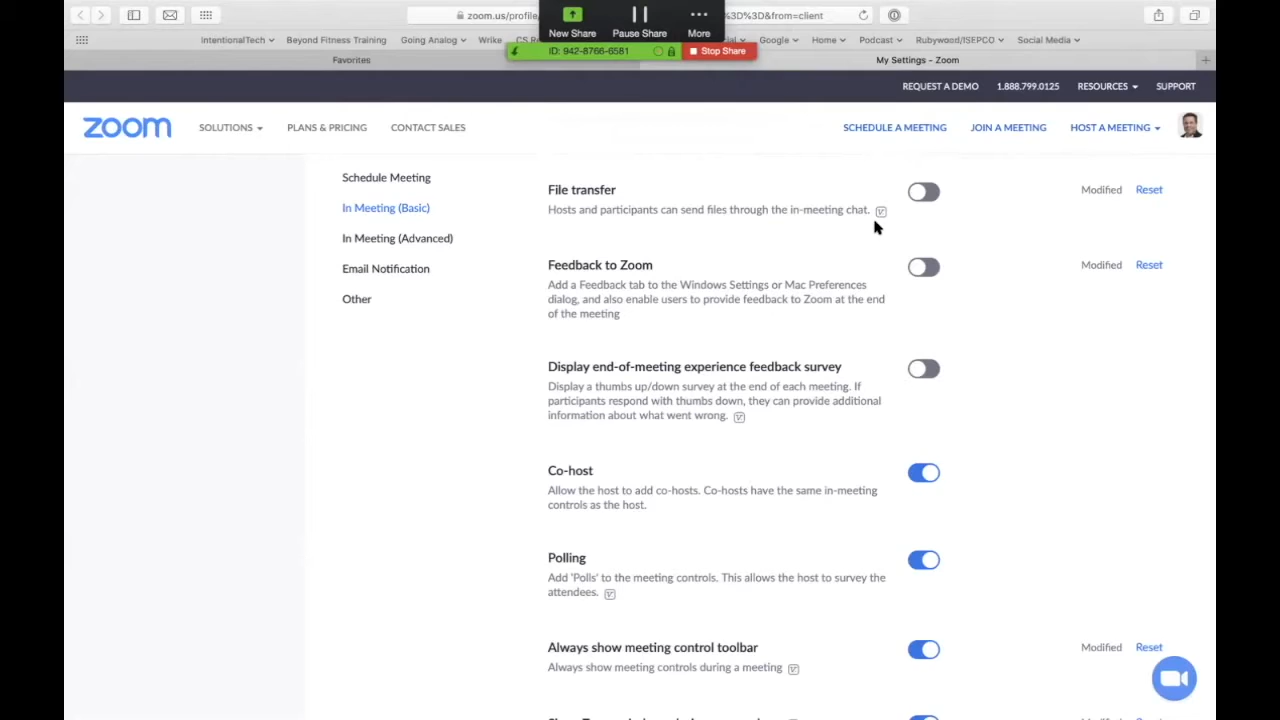 zoom.us/profile/
3D%3D&from=client
New Share
Pause Share
More
IntentionalTech
Beyond Fitness Training
Going Analog
Wrike
Google
Home
Podcast
Rubywood/ISEPCO
Social Media
ID: 942-8766-6581
Stop Share
Favorites
My Settings - Zoom
REQUEST A DEMO
1.888.799.0125
RESOURCES
SUPPORT
zoom
SOLUTIONS
PLANS & PRICING
CONTACT SALES
SCHEDULE A MEETING
JOIN A MEETING
HOST A MEETING
Schedule Meeting
In Meeting (Basic)
In Meeting (Advanced)
Email Notification
Other
File transfer
Modified
Reset
Hosts and participants can send files through the in-meeting chat.
Feedback to Zoom
Modified
Reset
Add a Feedback tab to the Windows Settings or Mac Preferences
dialog, and also enable users to provide feedback to Zoom at the end
of the meeting
Display end-of-meeting experience feedback survey
Display a thumbs up/down survey at the end of each meeting. If
participants respond with thumbs down, they can provide additional
information about what went wrong.
Co-host
Allow the host to add co-hosts. Co-hosts have the same in-meeting
controls as the host.
Polling
Add 'Polls' to the meeting controls. This allows the host to survey the
attendees.
Always show meeting control toolbar
Modified
Reset
Always show meeting controls during a meeting